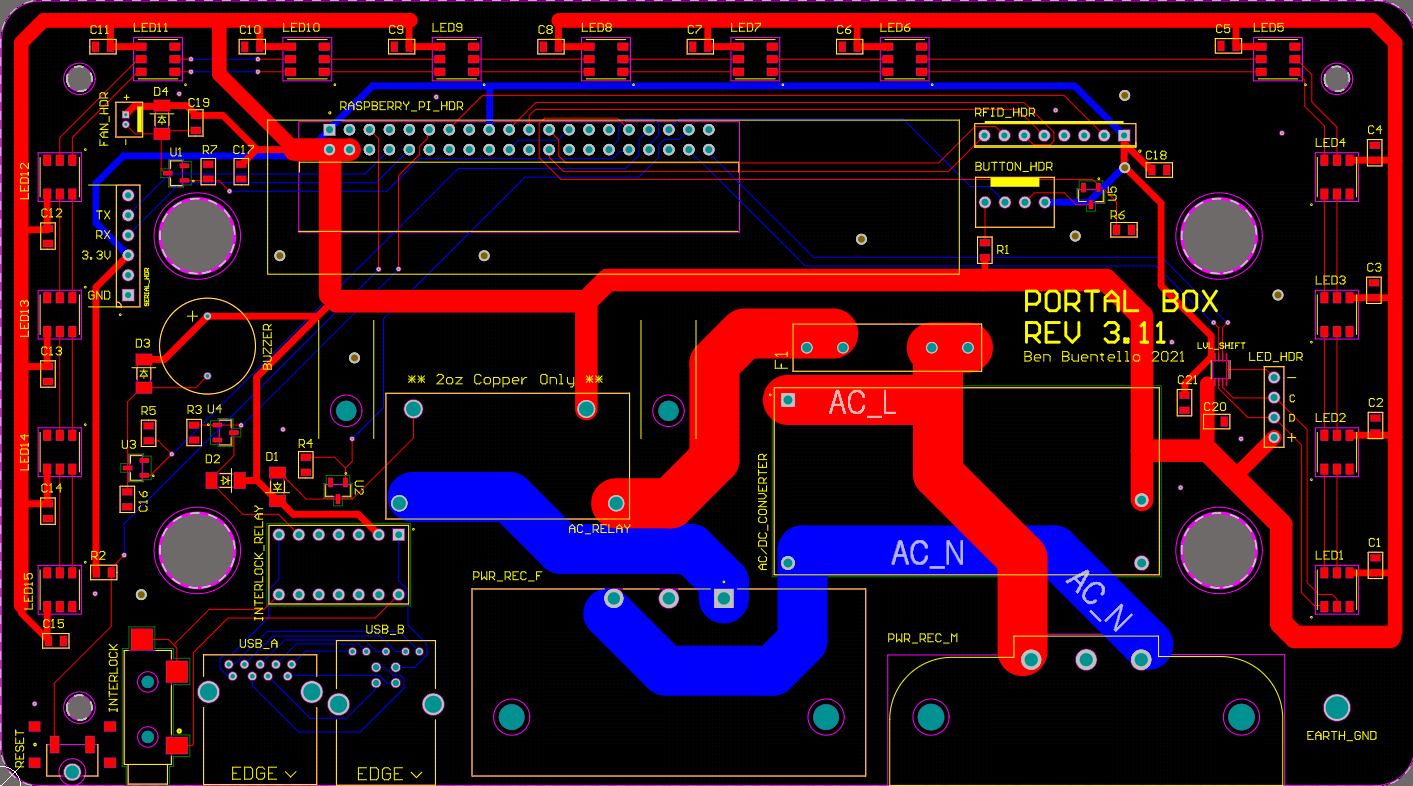 C11 LED11 C10 LED10 C9 LED9 C8 LED8 C7 LED7 C6 LED6 C5 LED5
FAN_HDR + D4 C19 RASPBERRY_PI_HDR RFID_HDR C4
-
U1 R7 C17 LED4
C18
BUTTON_HDR
LED12
U5
C12 TX R6
RX
3.3V R1
C3
GND SERIAL_HDR LED3
PORTAL BOX
REV 3.11
Ben Buentello 2021
LED13 + BUZZER
D3 F1 LVL_SHIFT LED_HDR
C13
** 2oz Copper Only **
C21 -
C
AC_L D
C20 +
C2
R5 R3 U4 LED2
LED14 U3
D2 D1 R4 AC/DC_CONVERTER
C14 C16 U2
INTERLOCK_RELAY AC_RELAY
AC_N
C1
R2 LED1
LED15 PWR_REC_F AC_N
C15 USB_A USB_B PWR_REC_M
INTERLOCK
RESET EARTH_GND
EDGE EDGE